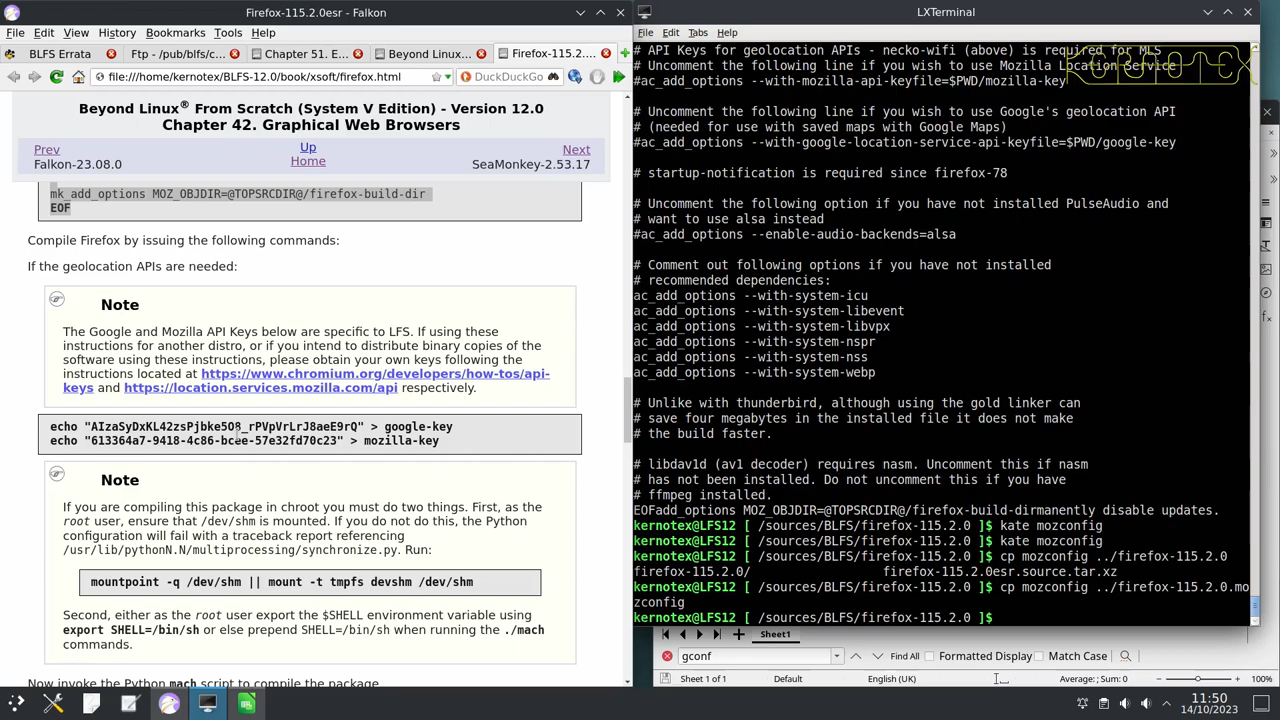 Firefox-115.2.0esr - Falkon
File Edit View History Bookmarks Tools Help
BLFS Errata
Ftp - pub/blfs/c...
Chapter 51. E...
Beyond Linux...
Firefox-115.2....
file:///home/kernotex/BLFS-12.0/book/xsoft/firefox.html
DuckDuckGo
Beyond Linux® From Scratch (System V Edition) - Version 12.0
Chapter 42. Graphical Web Browsers
Prev Up Next
Falkon-23.08.0 Home SeaMonkey-2.53.17
mk_add_options MOZ_OBJDIR=@TOPSRCDIR@/firefox-build-dir
EOF
Compile Firefox by issuing the following commands:
If the geolocation APIs are needed:
Note
The Google and Mozilla API Keys below are specific to LFS. If using these
instructions for another distro, or if you intend to distribute binary copies of the
software using these instructions, please obtain your own keys following the
instructions located at https://www.chromium.org/developers/how-tos/api-
keys and https://location.services.mozilla.com/api respectively.
echo "AIzaSyDxKL42zsPjbke5O8_rPVpVrLrJ8aeE9rQ" > google-key
echo "613364a7-9418-4c86-bcee-57e32fd70c23" > mozilla-key
Note
If you are compiling this package in chroot you must do two things. First, as the
root user, ensure that /dev/shm is mounted. If you do not do this, the Python
configuration will fail with a traceback report referencing
/usr/lib/pythonN.N/multiprocessing/synchronize.py. Run:
mountpoint -q /dev/shm || mount -t tmpfs devshm /dev/shm
Second, either as the root user export the $SHELL environment variable using
export SHELL=/bin/sh or else prepend SHELL=/bin/sh when running the ./mach
commands.
Now invoke the Python mach script to compile the package
LXTerminal
File Edit Tabs Help
# API Keys for geolocation APIs - necko-wifi (above) is required for MLS
# Uncomment the following line if you wish to use Mozilla Location Service
#ac_add_options --with-mozilla-api-keyfile=$PWD/mozilla-key
# Uncomment the following line if you wish to use Google's geolocation API
# (needed for use with saved maps with Google Maps)
#ac_add_options --with-google-location-service-api-keyfile=$PWD/google-key
# startup-notification is required since firefox-78
# Uncomment the following option if you have not installed PulseAudio and
# want to use alsa instead
#ac_add_options --enable-audio-backends=alsa
# Comment out following options if you have not installed
# recommended dependencies:
ac_add_options --with-system-icu
ac_add_options --with-system-libevent
ac_add_options --with-system-libvpx
ac_add_options --with-system-nspr
ac_add_options --with-system-nss
ac_add_options --with-system-webp
# Unlike with thunderbird, although using the gold linker can
# save four megabytes in the installed file it does not make
# the build faster.
# libdav1d (av1 decoder) requires nasm. Uncomment this if nasm
# has not been installed. Do not uncomment this if you have
# ffmpeg installed.
EOFadd_options MOZ_OBJDIR=@TOPSRCDIR@/firefox-build-dirmanently disable updates.
kernotex@LFS12 [ /sources/BLFS/firefox-115.2.0 ]$ kate mozconfig
kernotex@LFS12 [ /sources/BLFS/firefox-115.2.0 ]$ kate mozconfig
kernotex@LFS12 [ /sources/BLFS/firefox-115.2.0 ]$ cp mozconfig ../firefox-115.2.0
firefox-115.2.0/ firefox-115.2.0esr.source.tar.xz
kernotex@LFS12 [ /sources/BLFS/firefox-115.2.0 ]$ cp mozconfig ../firefox-115.2.0.mo
zconfig
kernotex@LFS12 [ /sources/BLFS/firefox-115.2.0 ]$
KERNOTEX
Sheet1
gconf
Find All Formatted Display Match Case
Sheet 1 of 1 Default English (UK) Average: ; Sum: 0 100%
11:50
14/10/2023